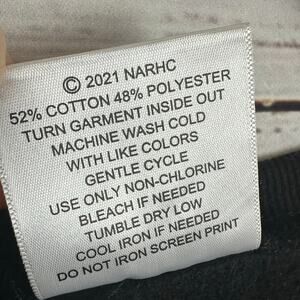 © 2021 NARHC
52% COTTON 48% POLYESTER
TURN GARMENT INSIDE OUT
MACHINE WASH COLD
WITH LIKE COLORS
GENTLE CYCLE
USE ONLY NON-CHLORINE
BLEACH IF NEEDED
TUMBLE DRY LOW
COOL IRON IF NEEDED
DO NOT IRON SCREEN PRINT